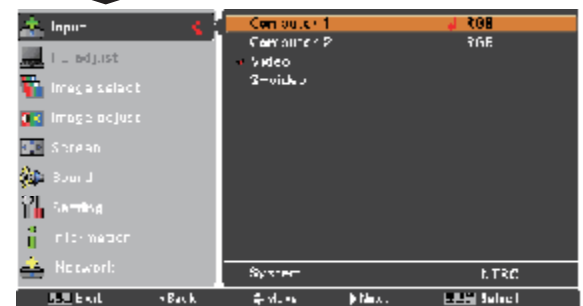 Input
PC adjust
Image select
Image adjust
Screen
Sound
Setting
Information
Network
Computer 1 RGB
Computer 2 RGB
Video
S-video
System NTSC
Exit Back Move Next Select